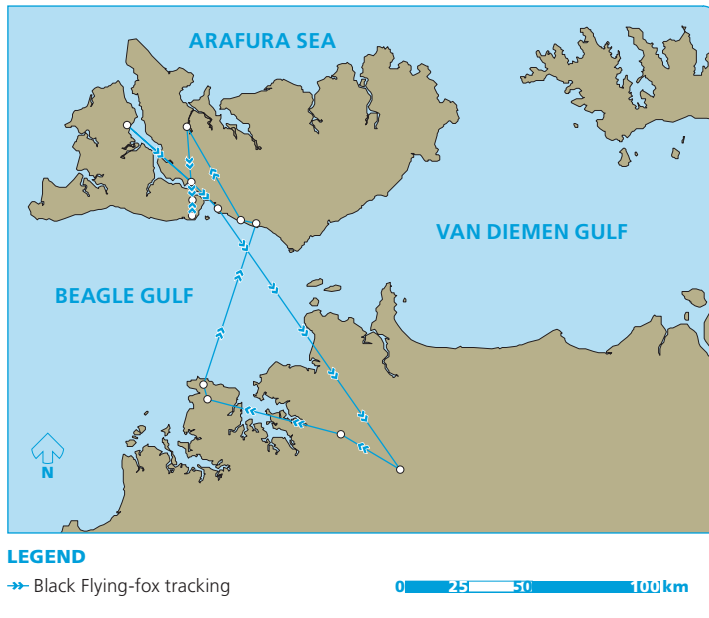 ARAFURA SEA
VAN DIEMEN GULF
BEAGLE GULF
N
LEGEND
Black Flying-fox tracking
0 25 50 100 km